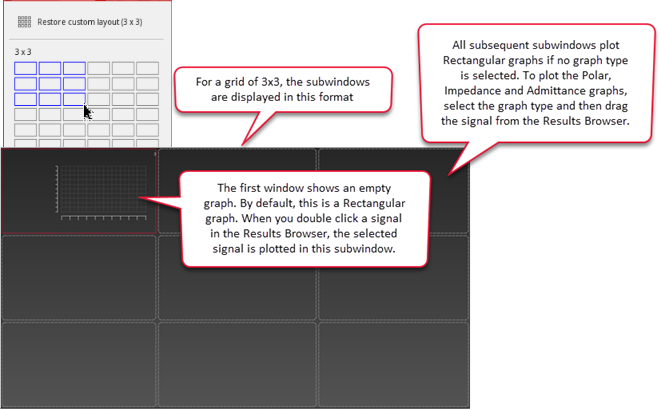 Restore custom layout (3 x 3)
3 x 3
For a grid of 3x3, the subwindows
are displayed in this format
All subsequent subwindows plot
Rectangular graphs if no graph type
is selected. To plot the Polar,
Impedance and Admittance graphs,
select the graph type and then drag
the signal from the Results Browser.
The first window shows an empty
graph. By default, this is a Rectangular
graph. When you double click a signal
in the Results Browser, the selected
signal is plotted in this subwindow.